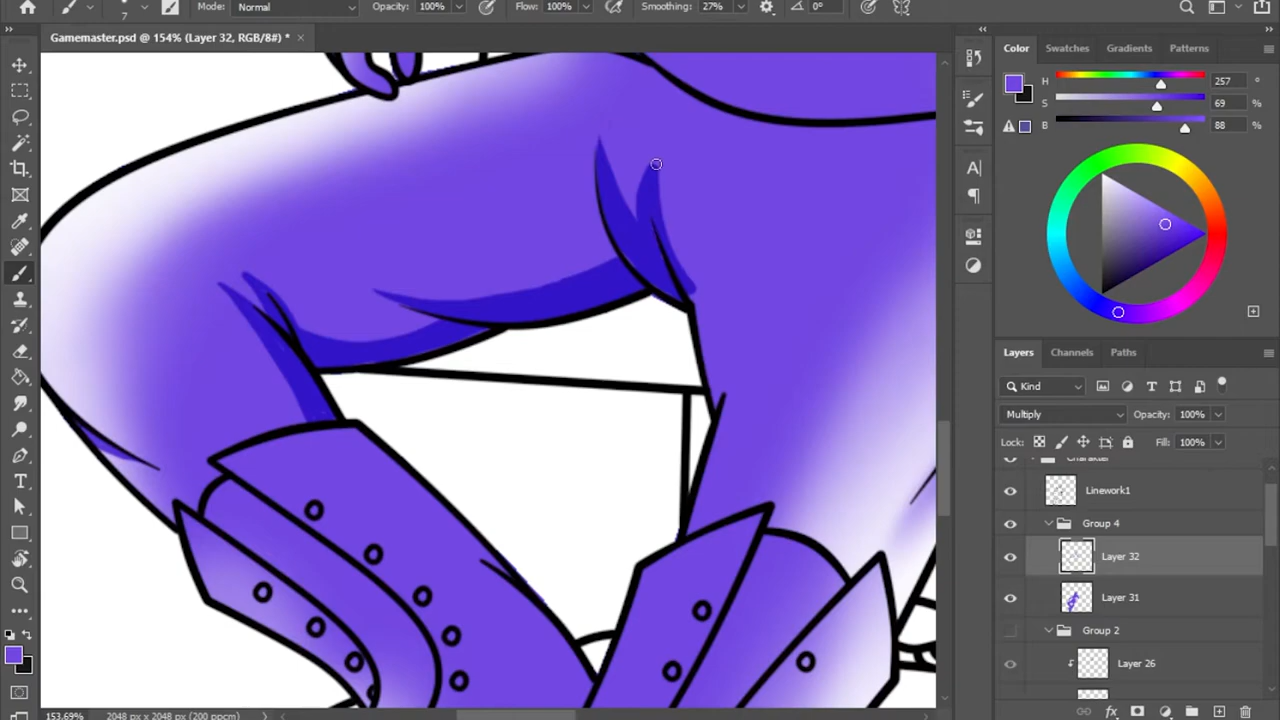 7 Mode: Normal Opacity: 100% Flow: 100% Smoothing: 27% 0°
Gamemaster.psd @ 154% (Layer 32, RGB/8#) * ×
Color Swatches Gradients Patterns
H 257 °
S 69 %
B 88 %
Layers Channels Paths
Kind
Multiply Opacity: 100%
Lock: Fill: 100%
Charakter
Linework1
Group 4
Layer 32
Layer 31
Group 2
Layer 26
153.69% 2048 px x 2048 px (200 ppcm)